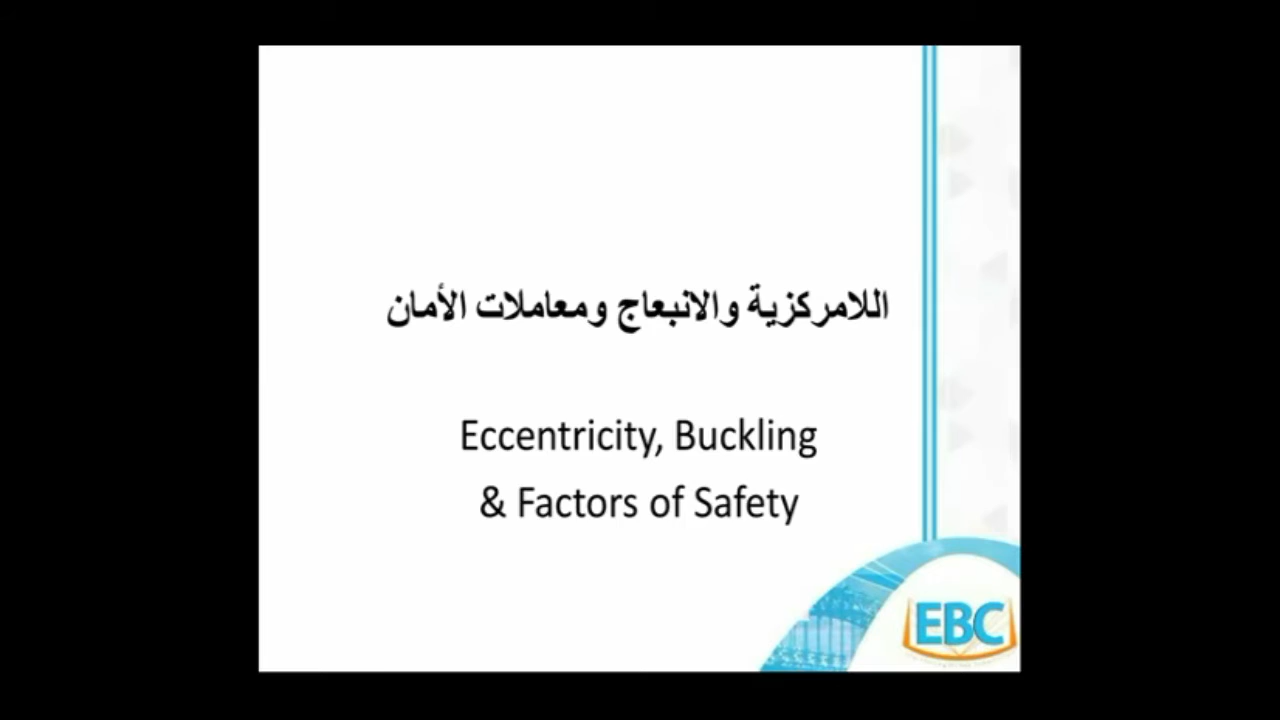 اللامركزية والانبعاج ومعاملات الأمان
Eccentricity, Buckling
& Factors of Safety
EBC